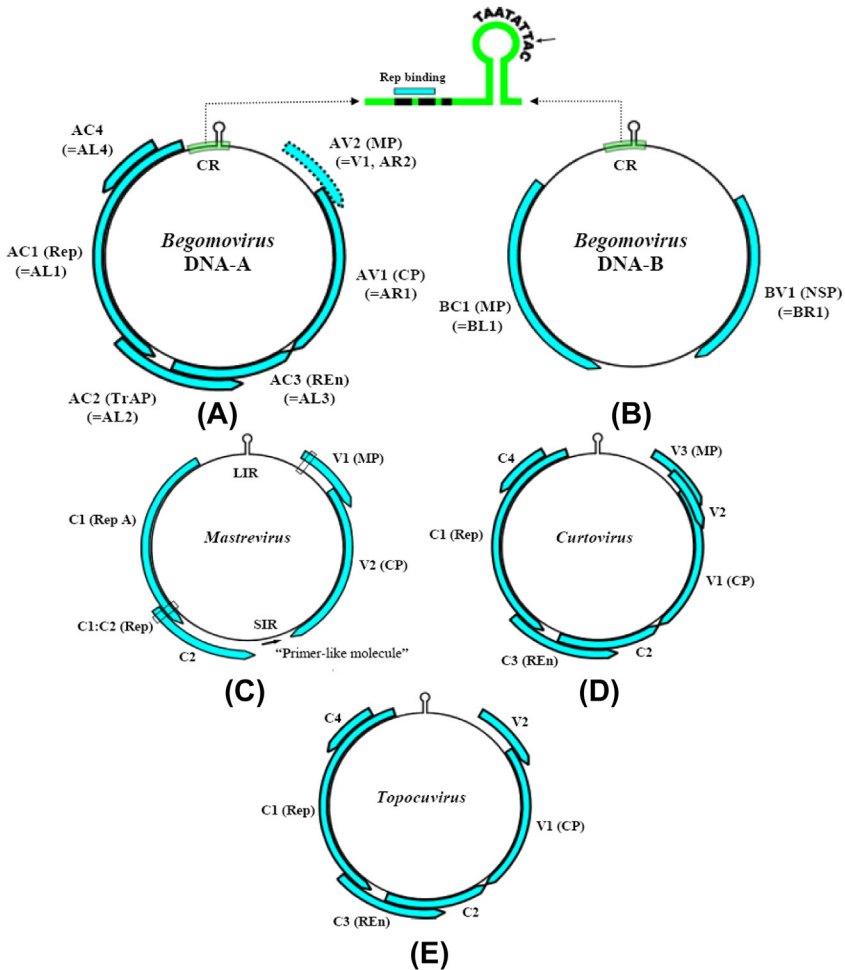 TAATATTAC
Rep binding
AC4
(=AL4)
CR
AV2 (MP)
(=V1, AR2)
AC1 (Rep)
(=AL1)
Begomovirus
DNA-A
AV1 (CP)
(=AR1)
AC2 (TrAP)
(=AL2)
AC3 (REn)
(=AL3)
(A)
CR
Begomovirus
DNA-B
BC1 (MP)
(=BL1)
BV1 (NSP)
(=BR1)
(B)
LIR
V1 (MP)
C1 (Rep A)
Mastrevirus
V2 (CP)
C1:C2 (Rep)
SIR
C2
“Primer-like molecule”
(C)
C4
V3 (MP)
V2
C1 (Rep)
Curtovirus
V1 (CP)
C3 (REn)
C2
(D)
C4
V2
C1 (Rep)
Topocuvirus
V1 (CP)
C3 (REn)
C2
(E)